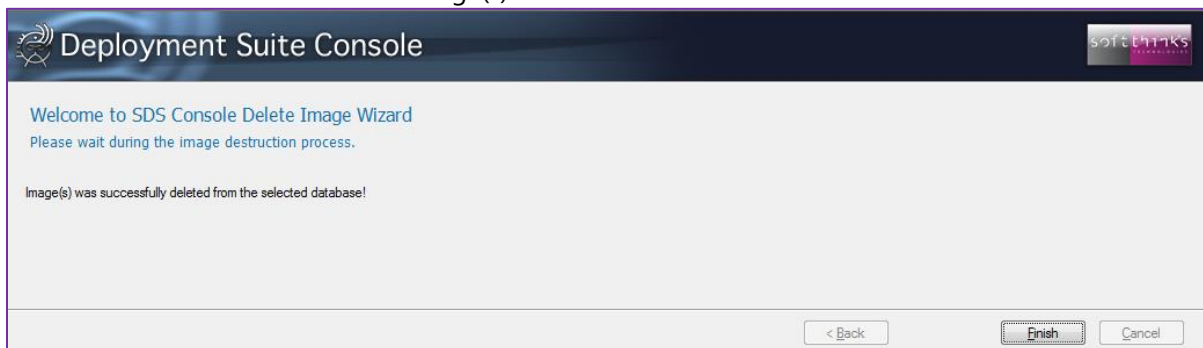 Deployment Suite Console
softthinks
Welcome to SDS Console Delete Image Wizard
Please wait during the image destruction process.
Image(s) was successfully deleted from the selected database!
< Back
Finish
Cancel